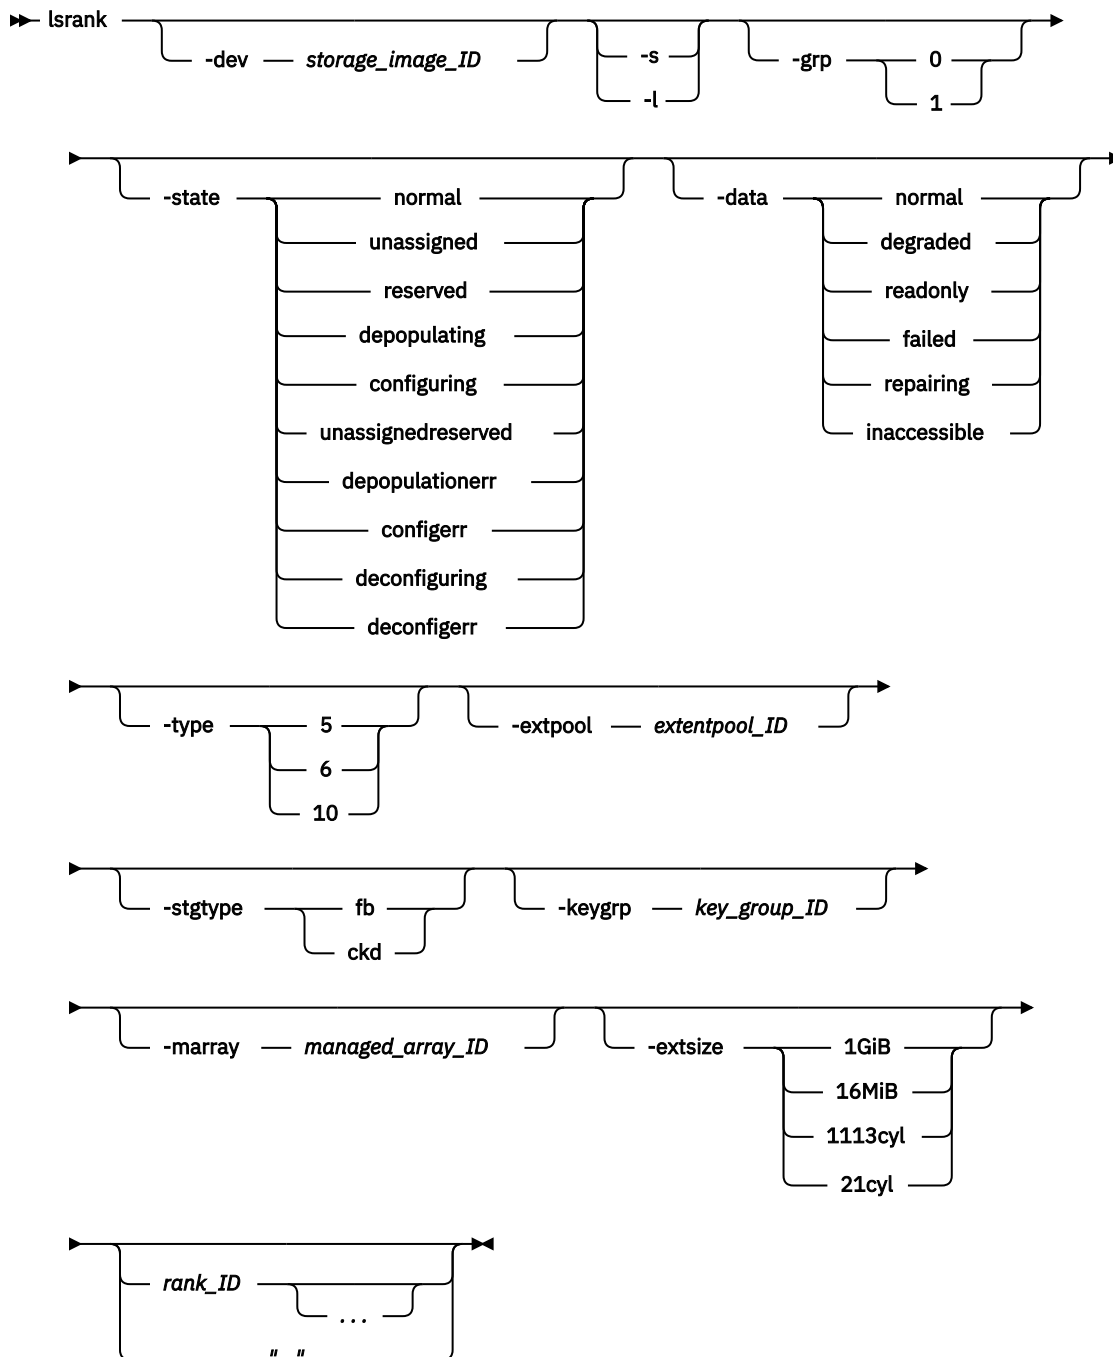 lsrank
-dev storage_image_ID
-s
-l
-grp 0
1
-state normal
unassigned
reserved
depopulating
configuring
unassignedreserved
depopulationerr
configerr
deconfiguring
deconfigerr
-data normal
degraded
readonly
failed
repairing
inaccessible
-type 5
6
10
-extpool extentpool_ID
-stgtype fb
ckd
-keygrp key_group_ID
-marray managed_array_ID
-extsize 1GiB
16MiB
1113cyl
21cyl
rank_ID
...